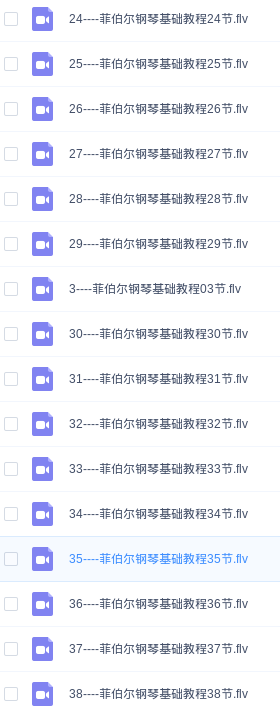 24----菲伯尔钢琴基础教程24节.flv
25----菲伯尔钢琴基础教程25节.flv
26----菲伯尔钢琴基础教程26节.flv
27----菲伯尔钢琴基础教程27节.flv
28----菲伯尔钢琴基础教程28节.flv
29----菲伯尔钢琴基础教程29节.flv
3----菲伯尔钢琴基础教程03节.flv
30----菲伯尔钢琴基础教程30节.flv
31----菲伯尔钢琴基础教程31节.flv
32----菲伯尔钢琴基础教程32节.flv
33----菲伯尔钢琴基础教程33节.flv
34----菲伯尔钢琴基础教程34节.flv
35----菲伯尔钢琴基础教程35节.flv
36----菲伯尔钢琴基础教程36节.flv
37----菲伯尔钢琴基础教程37节.flv
38----菲伯尔钢琴基础教程38节.flv